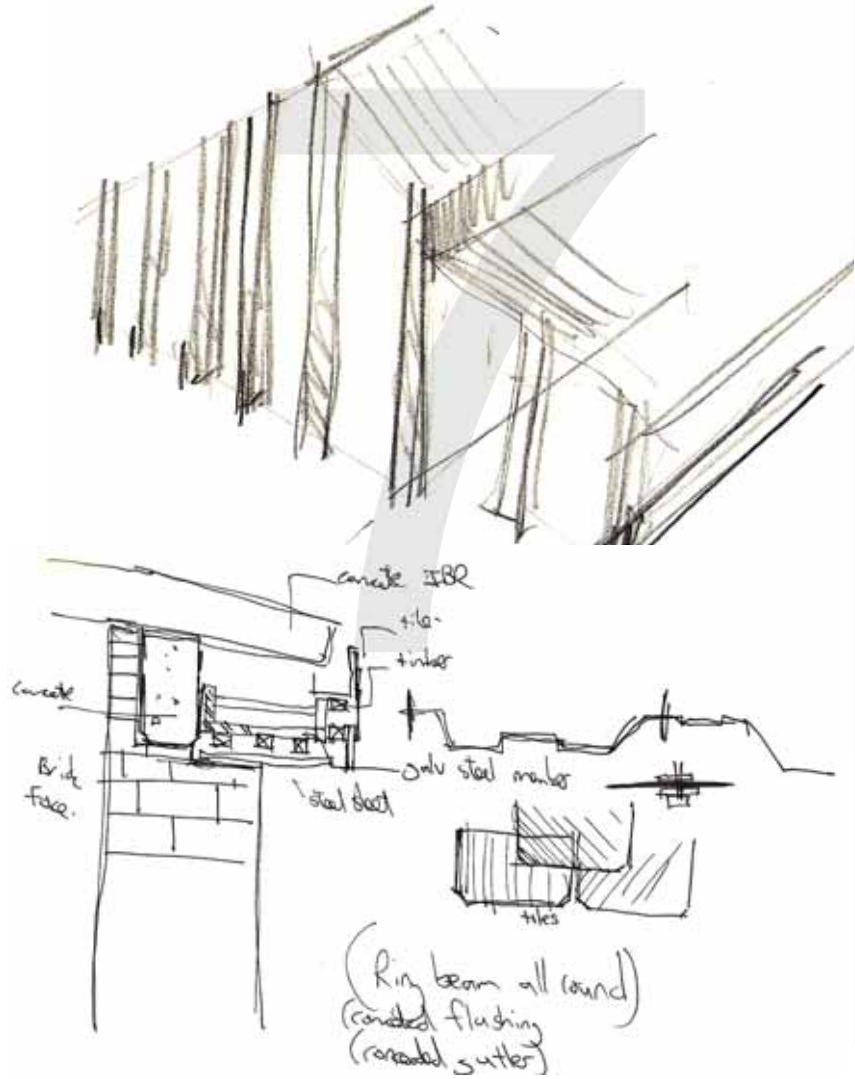 7
concrete IBR
tile
timber
concrete
Brick
Face.
galv steel member
steel sheet
tiles
(Ring beam all round)
(concealed flashing
(concealed gutter)